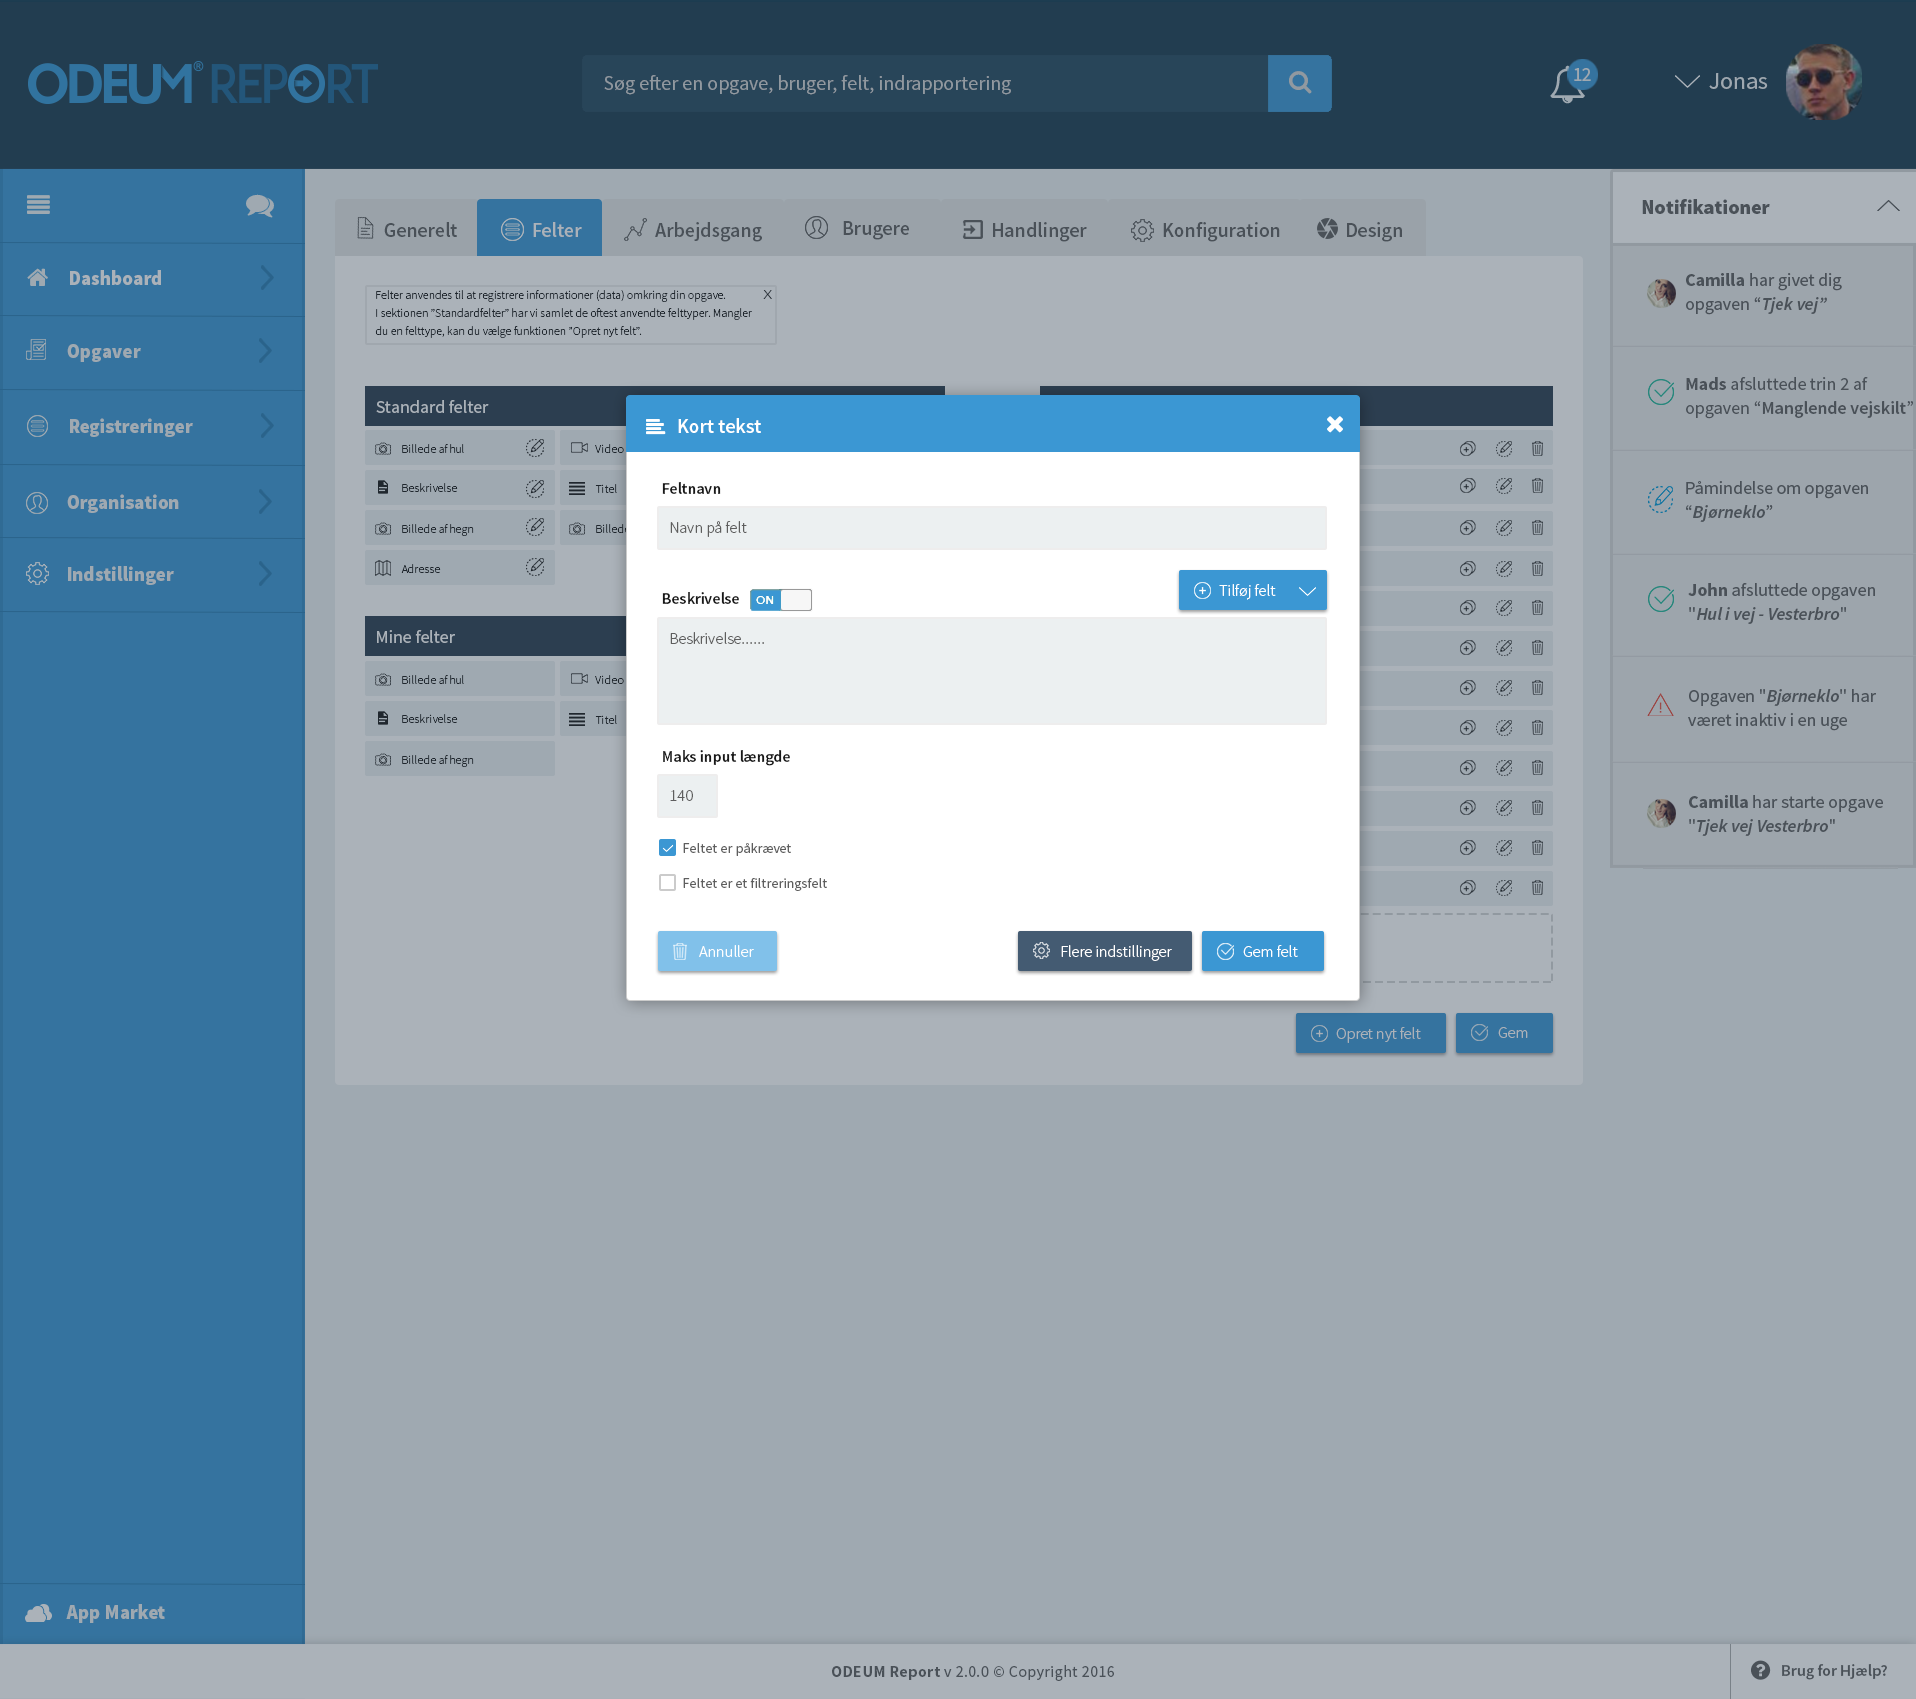 ODEUM® REPORT
Søg efter en opgave, bruger, felt, indrapportering
12
Jonas
Dashboard
Opgaver
Registreringer
Organisation
Indstillinger
App Market
Generelt
Felter
Arbejdsgang
Brugere
Handlinger
Konfiguration
Design
Felter anvendes til at registrere informationer (data) omkring din opgave.
X
I sektionen "Standardfelter" har vi samlet de oftest anvendte felttyper. Mangler
du en felttype, kan du vælge funktionen "Opret nyt felt".
Standard felter
Billede af hul
Video
Beskrivelse
Titel
Billede af hegn
Billede
Adresse
Mine felter
Billede af hul
Video
Beskrivelse
Titel
Billede af hegn
Kort tekst
Feltnavn
Navn på felt
Beskrivelse
ON
Tilføj felt
Beskrivelse......
Maks input længde
140
Feltet er påkrævet
Feltet er et filtreringsfelt
Annuller
Flere indstillinger
Gem felt
Opret nyt felt
Gem
Notifikationer
Camilla har givet dig
opgaven “Tjek vej”
Mads afsluttede trin 2 af
opgaven “Manglende vejskilt”
Påmindelse om opgaven
“Bjørneklo”
John afsluttede opgaven
"Hul i vej - Vesterbro"
Opgaven "Bjørneklo" har
været inaktiv i en uge
Camilla har starte opgave
"Tjek vej Vesterbro"
ODEUM Report v 2.0.0 © Copyright 2016
Brug for Hjælp?